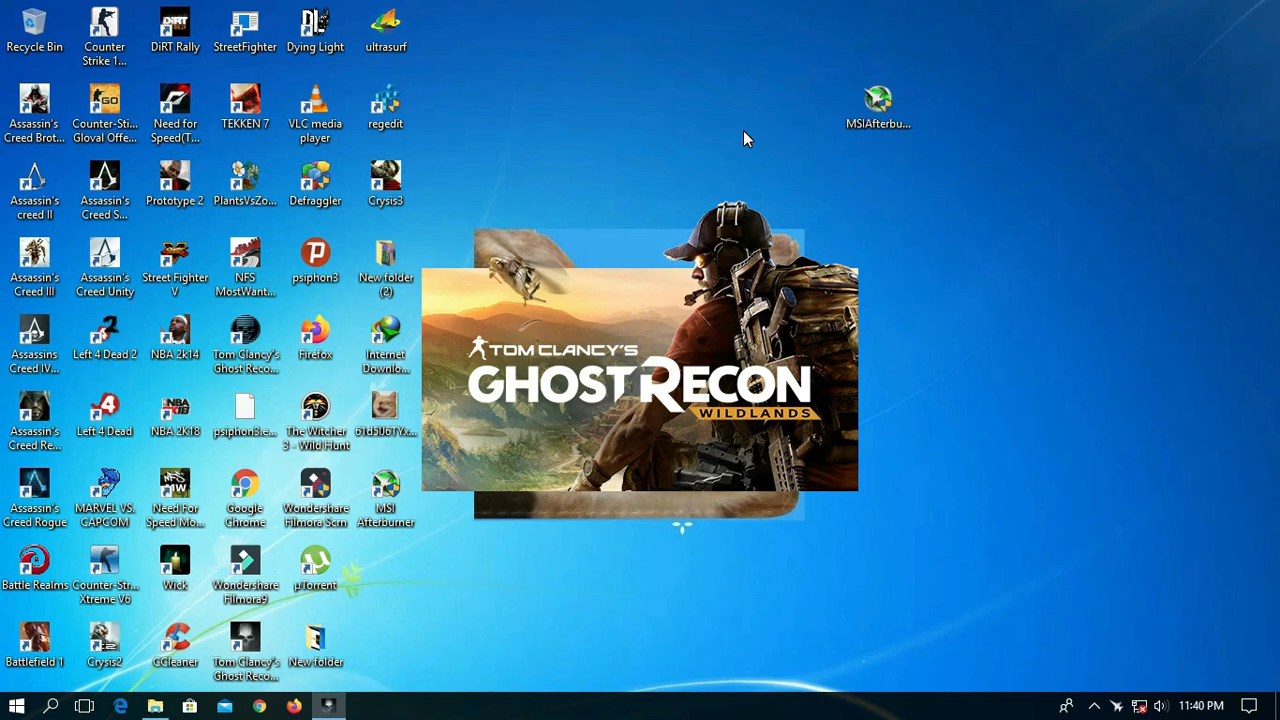 Recycle Bin
Counter
Strike 1...
DiRT Rally
StreetFighter
Dying Light
ultrasurf
Assassin's
Creed Brot...
Counter-Sti...
Gloval Offe...
Need for
Speed(T...
TEKKEN 7
VLC media
player
regedit
MSIAfterbu...
Assassin's
creed II
Assassin's
Creed S...
Prototype 2
PlantsVsZo...
Defraggler
Crysis3
Assassin's
Creed III
Assassin's
Creed Unity
Street Fighter
V
NFS
MostWant...
psiphon3
New folder
(2)
Assassins
Creed IV...
Left 4 Dead 2
NBA 2k14
Tom Clancy's
Ghost Reco...
Firefox
Internet
Downlo...
TOM CLANCY'S
GHOST RECON
WILDLANDS
Assassin's
Creed Re...
Left 4 Dead
NBA 2K18
psiphon3.e...
The Witcher
3 - Wild Hunt
Assassin's
Creed Rogue
MARVEL VS.
CAPCOM
Need For
Speed Mo...
Google
Chrome
Wondershare
Filmora Scrn
MSI
Afterburner
Battle Realms
Counter-Str...
Xtreme V6
Wick
Wondershare
Filmora9
µTorrent
Battlefield 1
Crysis2
CCleaner
Tom Clancy's
Ghost Reco...
New folder
11:40 PM